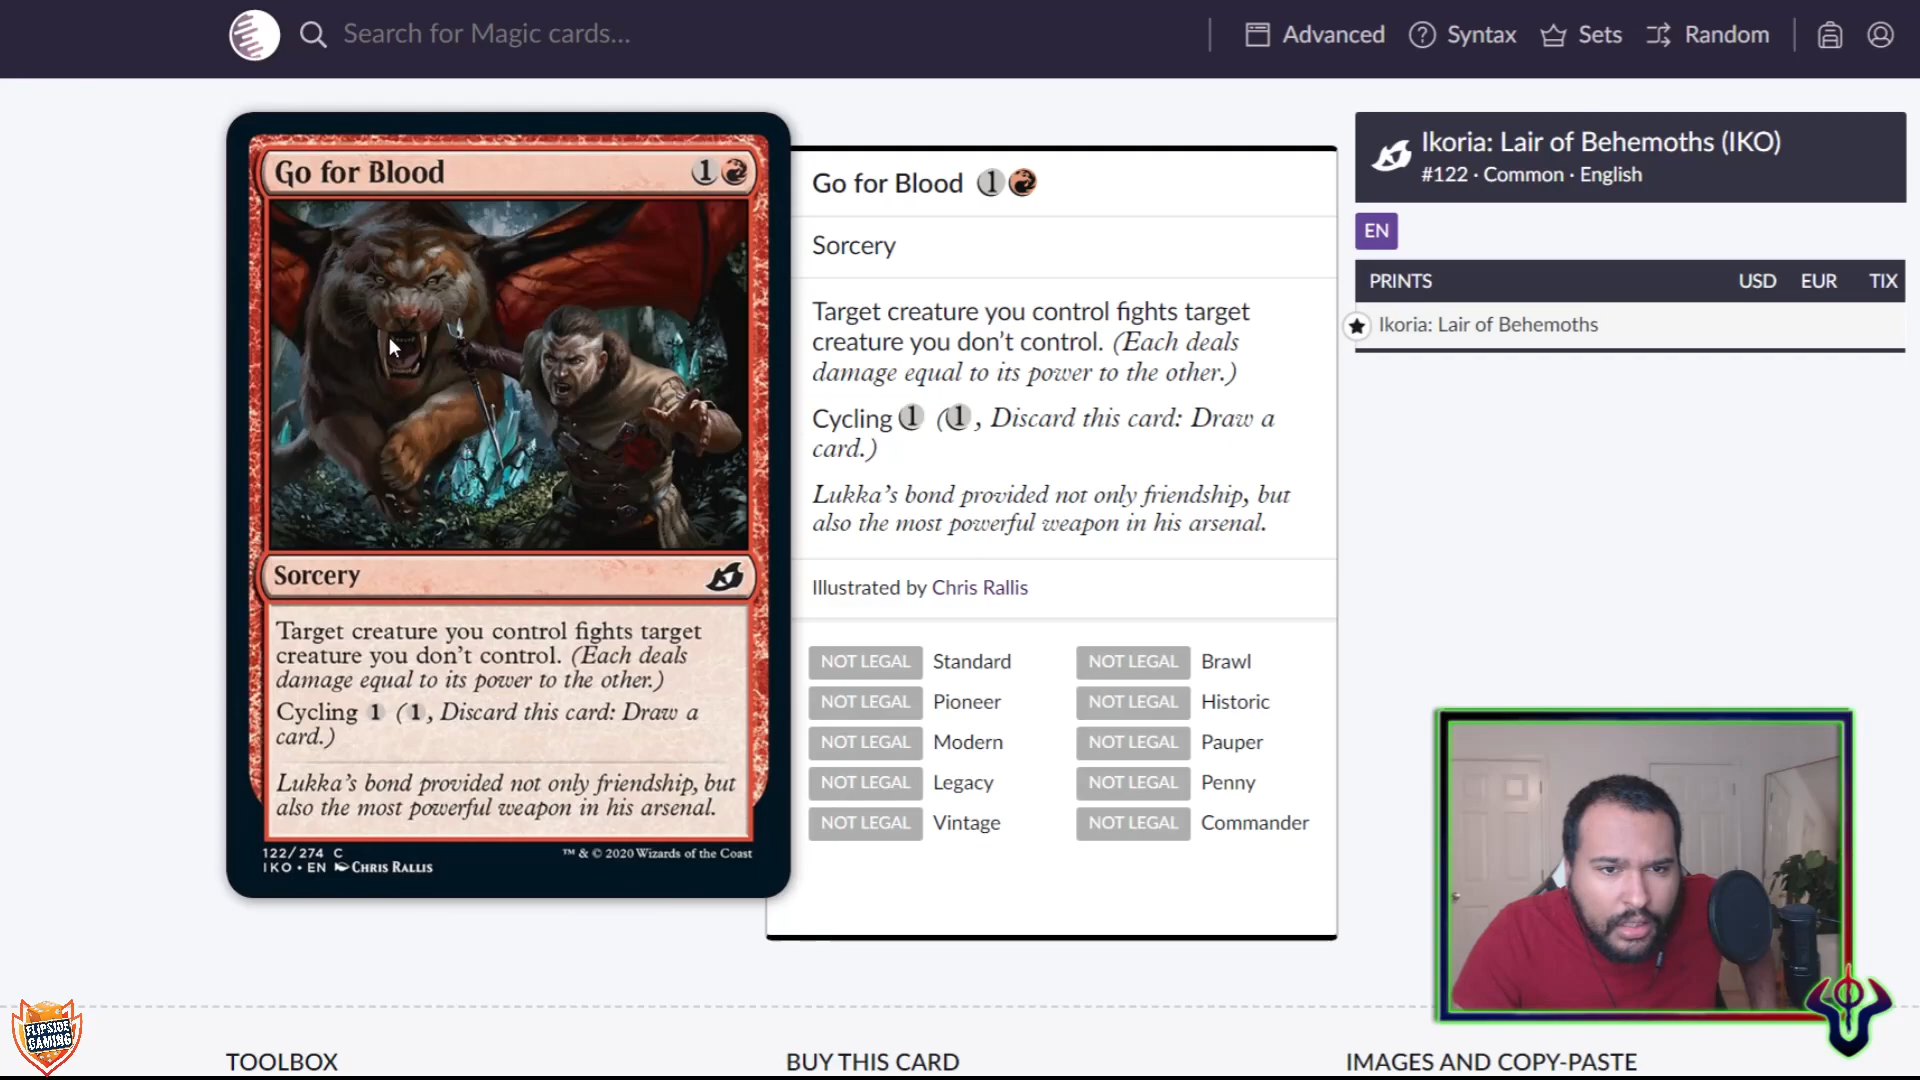 Search for Magic cards...
Advanced
Syntax
Sets
Random
Go for Blood 1
Sorcery
Target creature you control fights target
creature you don't control. (Each deals
damage equal to its power to the other.)
Cycling 1 (1, Discard this card: Draw a
card.)
Lukka's bond provided not only friendship, but
also the most powerful weapon in his arsenal.
122/274 C
IKO • EN CHRIS RALLIS
™ & © 2020 Wizards of the Coast
Go for Blood 1
Sorcery
Target creature you control fights target
creature you don't control. (Each deals
damage equal to its power to the other.)
Cycling 1 (1, Discard this card: Draw a
card.)
Lukka's bond provided not only friendship, but
also the most powerful weapon in his arsenal.
Illustrated by Chris Rallis
NOT LEGAL Standard NOT LEGAL Brawl
NOT LEGAL Pioneer NOT LEGAL Historic
NOT LEGAL Modern NOT LEGAL Pauper
NOT LEGAL Legacy NOT LEGAL Penny
NOT LEGAL Vintage NOT LEGAL Commander
Ikoria: Lair of Behemoths (IKO)
#122 · Common · English
EN
PRINTS USD EUR TIX
Ikoria: Lair of Behemoths
FLIPSIDE
GAMING
TOOLBOX
BUY THIS CARD
IMAGES AND COPY-PASTE